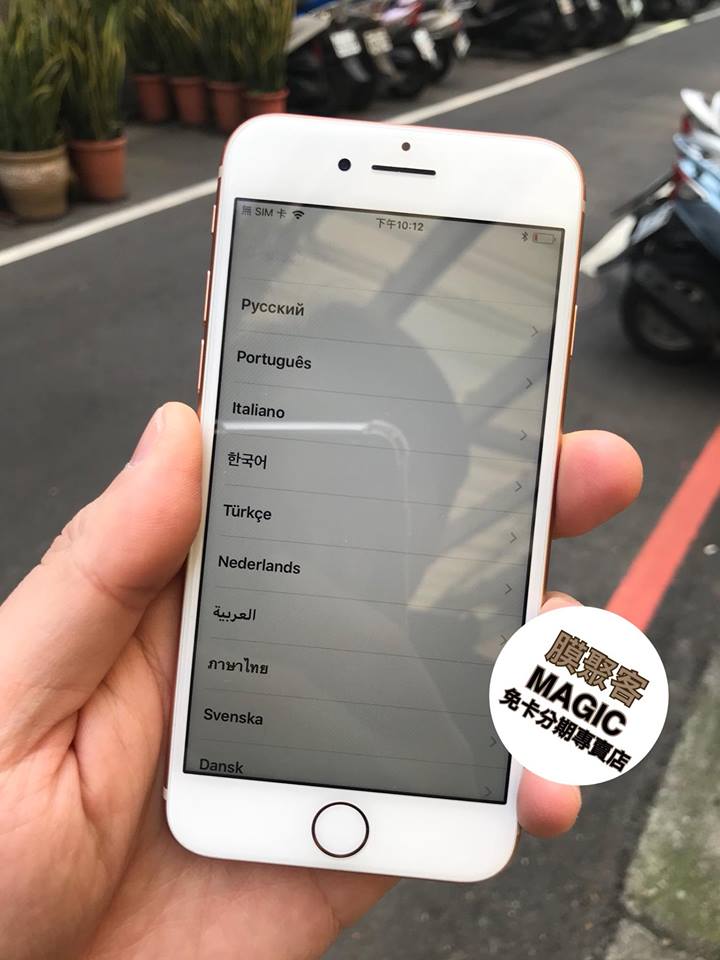 無 SIM 卡
下午10:12
Русский
Português
Italiano
한국어
Türkçe
Nederlands
العربية
ภาษาไทย
Svenska
Dansk
膜聚客
MAGIC
免卡分期專賣店